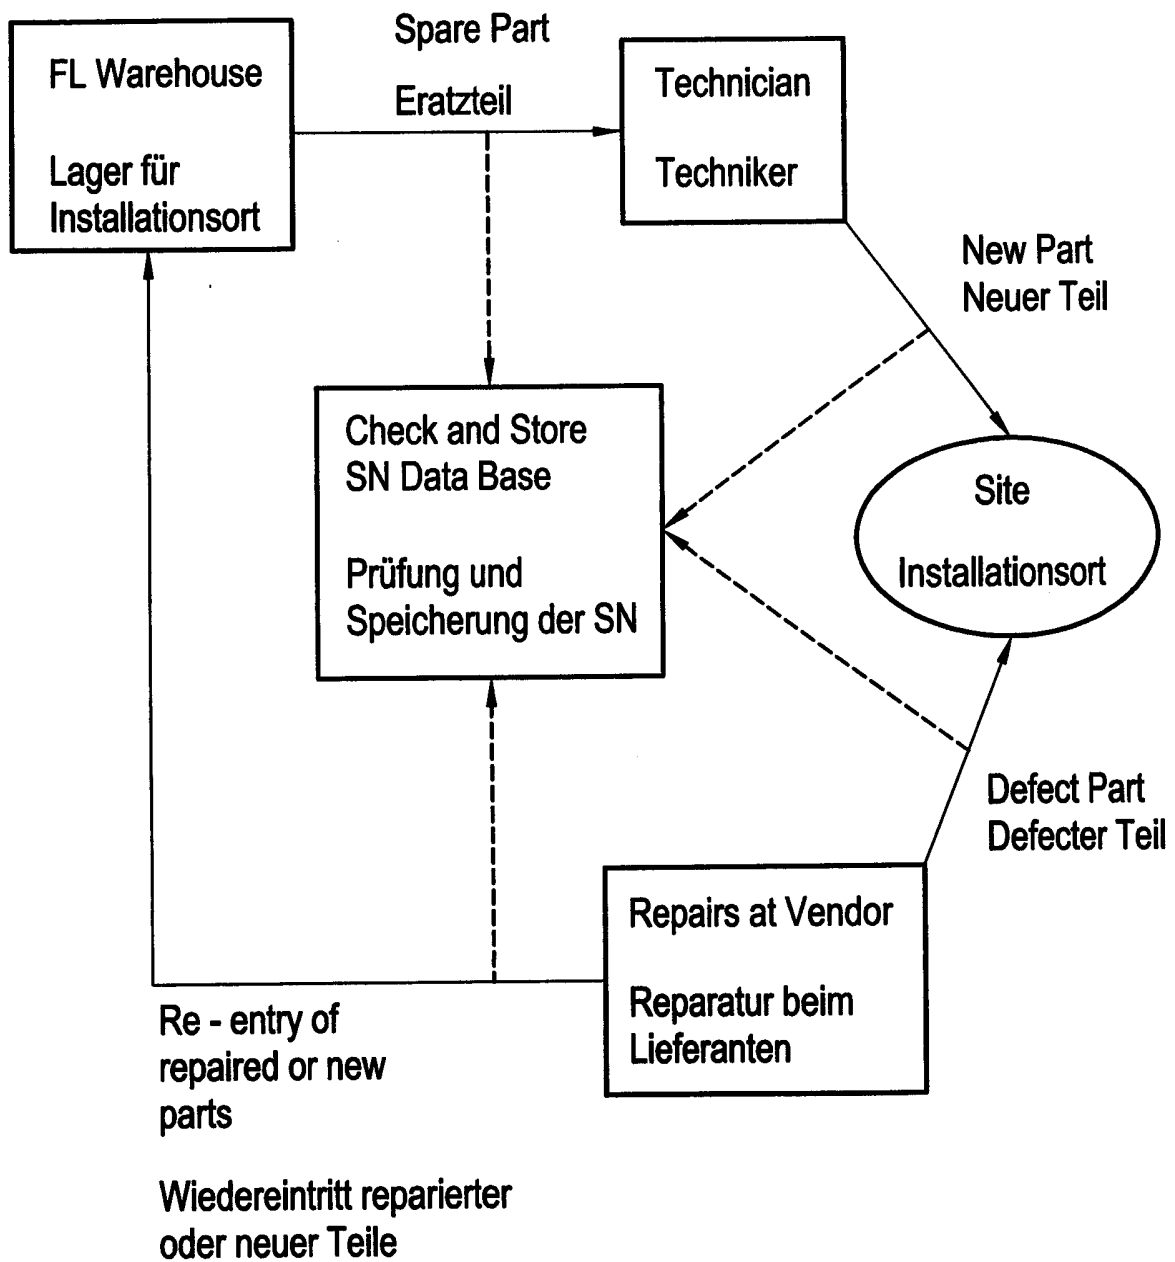 Spare Part
Eratzteil
FL Warehouse
Lager für
Installationsort
Technician
Techniker
New Part
Neuer Teil
Check and Store
SN Data Base
Prüfung und
Speicherung der SN
Site
Installationsort
Defect Part
Defecter Teil
Repairs at Vendor
Reparatur beim
Lieferanten
Re - entry of
repaired or new
parts
Wiedereintritt reparierter
oder neuer Teile